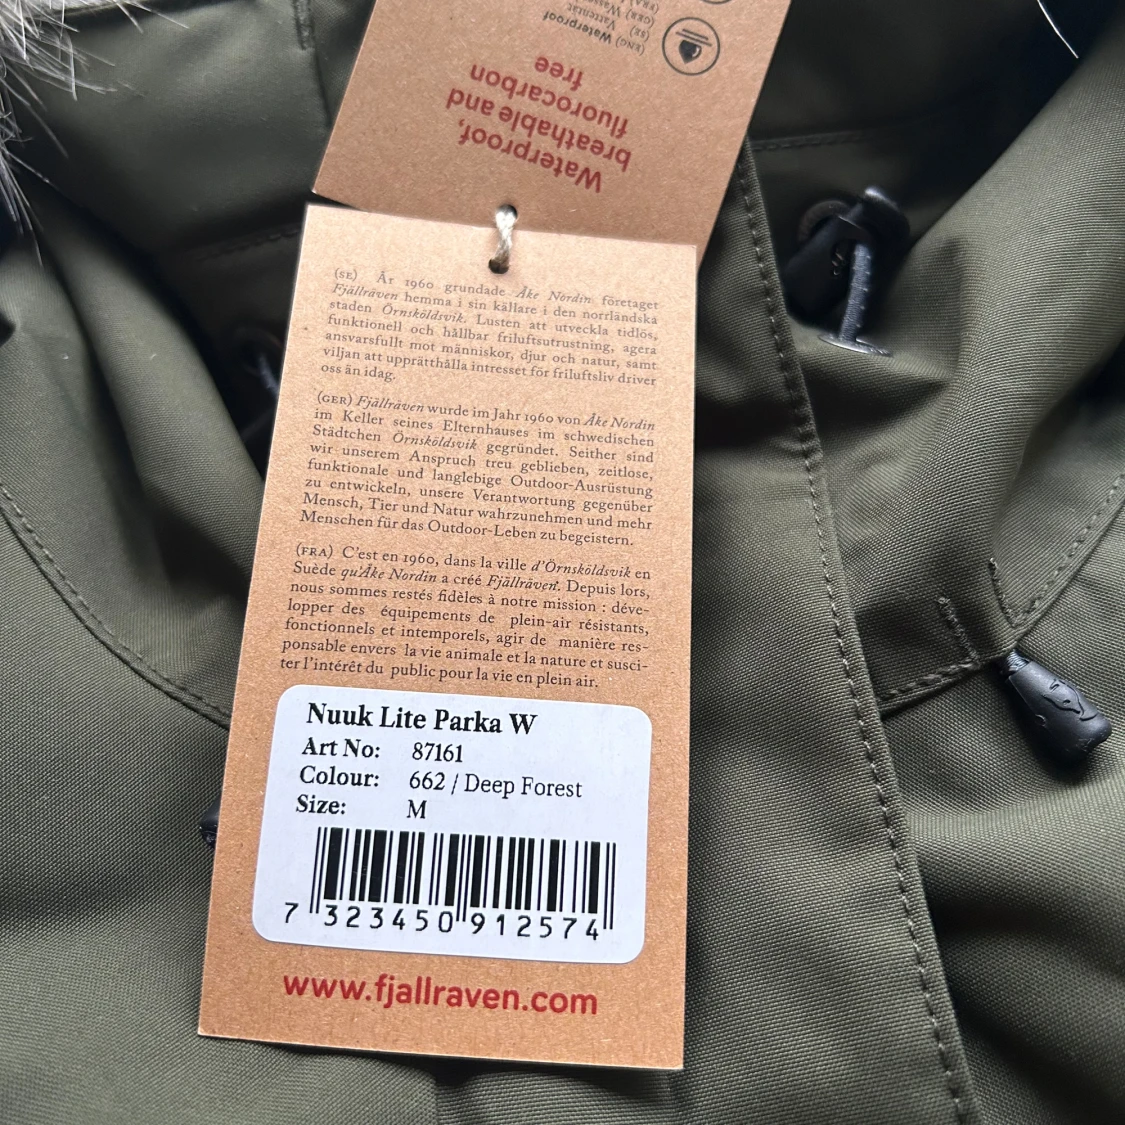 (ENG) Waterproof
(SE) Vattentät
Waterproof,
breathable and
fluorocarbon
free
(SE) År 1960 grundade Åke Nordin företaget
Fjällräven hemma i sin källare i den norrländska
staden Örnsköldsvik. Lusten att utveckla tidlös,
funktionell och hållbar friluftsutrustning, agera
ansvarsfullt mot människor, djur och natur, samt
viljan att upprätthålla intresset för friluftsliv driver
oss än idag.
(GER) Fjällräven wurde im Jahr 1960 von Åke Nordin
im Keller seines Elternhauses im schwedischen
Städtchen Örnsköldsvik gegründet. Seither sind
wir unserem Anspruch treu geblieben, zeitlose,
funktionale und langlebige Outdoor-Ausrüstung
zu entwickeln, unsere Verantwortung gegenüber
Mensch, Tier und Natur wahrzunehmen und mehr
Menschen für das Outdoor-Leben zu begeistern.
(FRA) C'est en 1960, dans la ville d'Örnsköldsvik en
Suède qu'Åke Nordin a créé Fjällräven. Depuis lors,
nous sommes restés fidèles à notre mission : déve-
lopper des équipements de plein-air résistants,
fonctionnels et intemporels, agir de manière res-
ponsable envers la vie animale et la nature et susci-
ter l'intérêt du public pour la vie en plein air.
Nuuk Lite Parka W
Art No: 87161
Colour: 662 / Deep Forest
Size: M
7 323450 912574
www.fjallraven.com